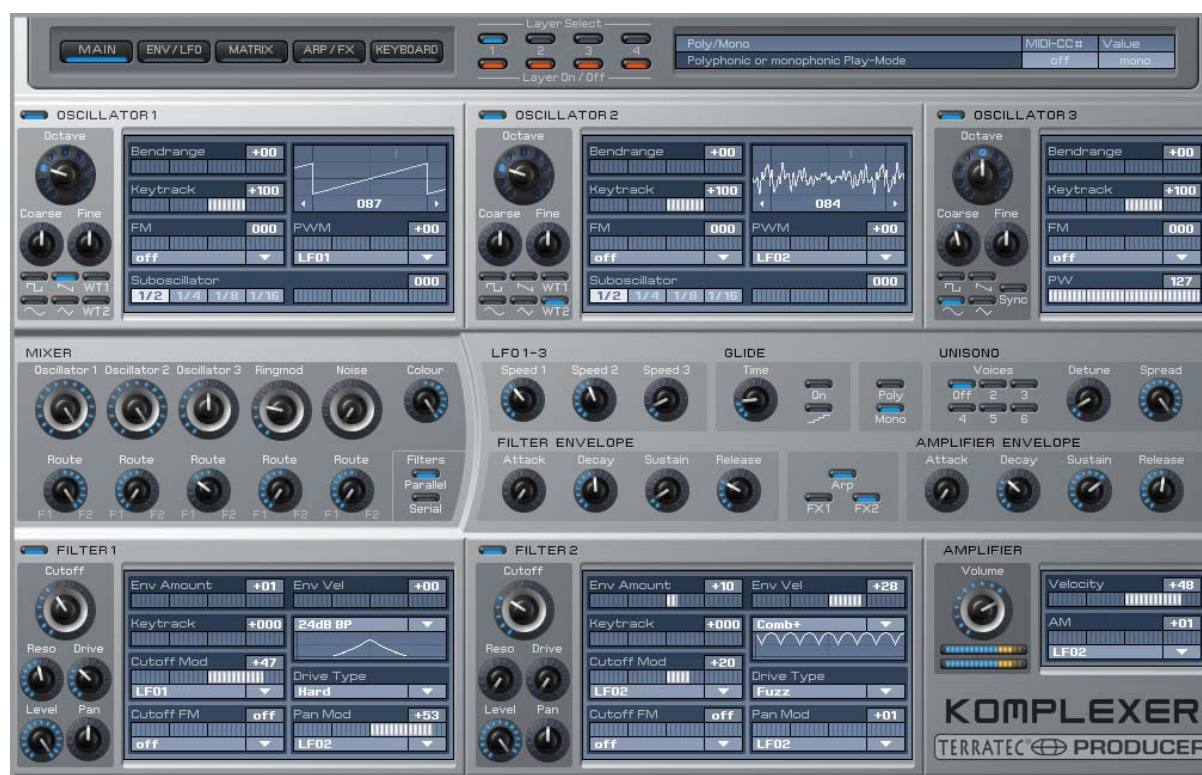 Layer Select
MAIN ENV/LFO MATRIX ARP/FX KEYBOARD
1 2 3 4
Layer On/Off
Poly/Mono MIDI-CC# Value
Polyphonic or monophonic Play-Mode off mono
OSCILLATOR 1
Octave
Bendrange +00
Keytrack +100
087
Coarse Fine
FM 000 PWM +00
off LFO1
WT1
WT2
Suboscillator 000
1/2 1/4 1/8 1/16
OSCILLATOR 2
Octave
Bendrange +00
Keytrack +100
084
Coarse Fine
FM 000 PWM +00
off LFO2
WT1
WT2
Suboscillator 000
1/2 1/4 1/8 1/16
OSCILLATOR 3
Octave
Bendrange +00
Keytrack +100
Coarse Fine
FM 000
off
Sync
PW 127
MIXER
Oscillator 1 Oscillator 2 Oscillator 3 Ringmod Noise Colour
Route Route Route Route Route
F1 F2 F1 F2 F1 F2 F1 F2 F1 F2
Filters
Parallel
Serial
LFO 1-3
Speed 1 Speed 2 Speed 3
GLIDE
Time
On
Poly
Mono
UNISONO
Voices
Off 2 3
4 5 6
Detune Spread
FILTER ENVELOPE
Attack Decay Sustain Release
Arp
FX1 FX2
AMPLIFIER ENVELOPE
Attack Decay Sustain Release
FILTER 1
Cutoff
Env Amount +01 Env Vel +00
Keytrack +000 24dB BP
Reso Drive
Cutoff Mod +47 Drive Type
LFO1 Hard
Level Pan
Cutoff FM off Pan Mod +53
off LFO2
FILTER 2
Cutoff
Env Amount +10 Env Vel +28
Keytrack +000 Comb+
Reso Drive
Cutoff Mod +20 Drive Type
LFO2 Fuzz
Level Pan
Cutoff FM off Pan Mod +01
off LFO2
AMPLIFIER
Volume
Velocity +48
AM +01
LFO2
KOMPLEXER
TERRATEC® PRODUCER